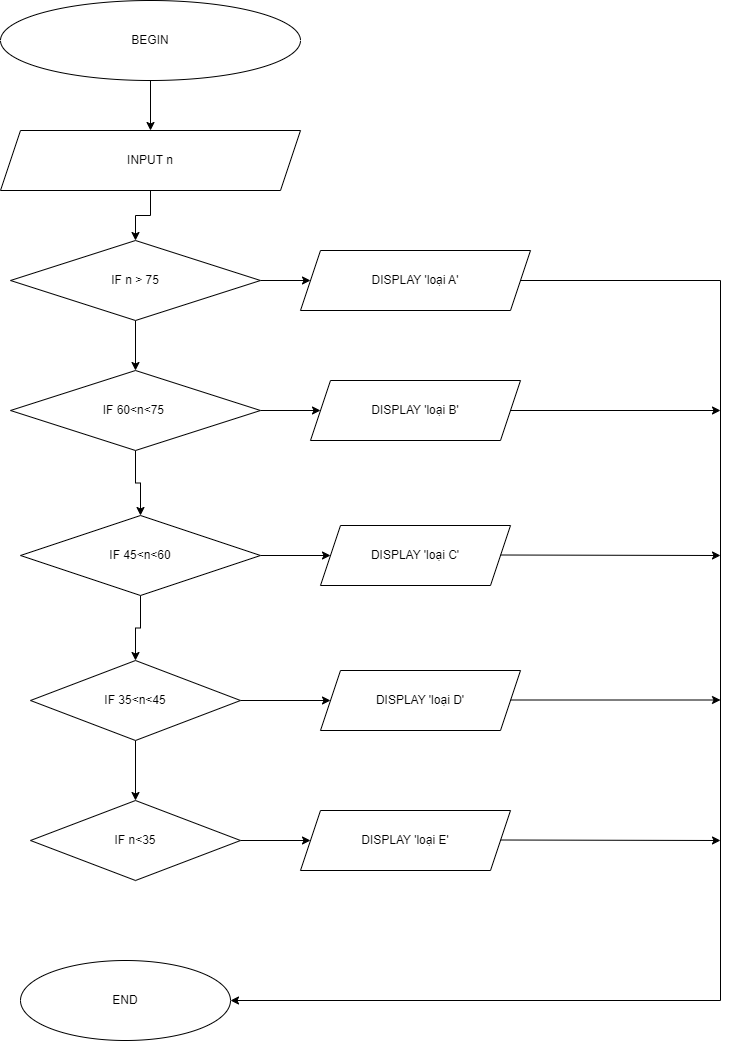 BEGIN
INPUT n
IF n > 75
DISPLAY 'loại A'
IF 60<n<75
DISPLAY 'loại B'
IF 45<n<60
DISPLAY 'loại C'
IF 35<n<45
DISPLAY 'loại D'
IF n<35
DISPLAY 'loại E'
END